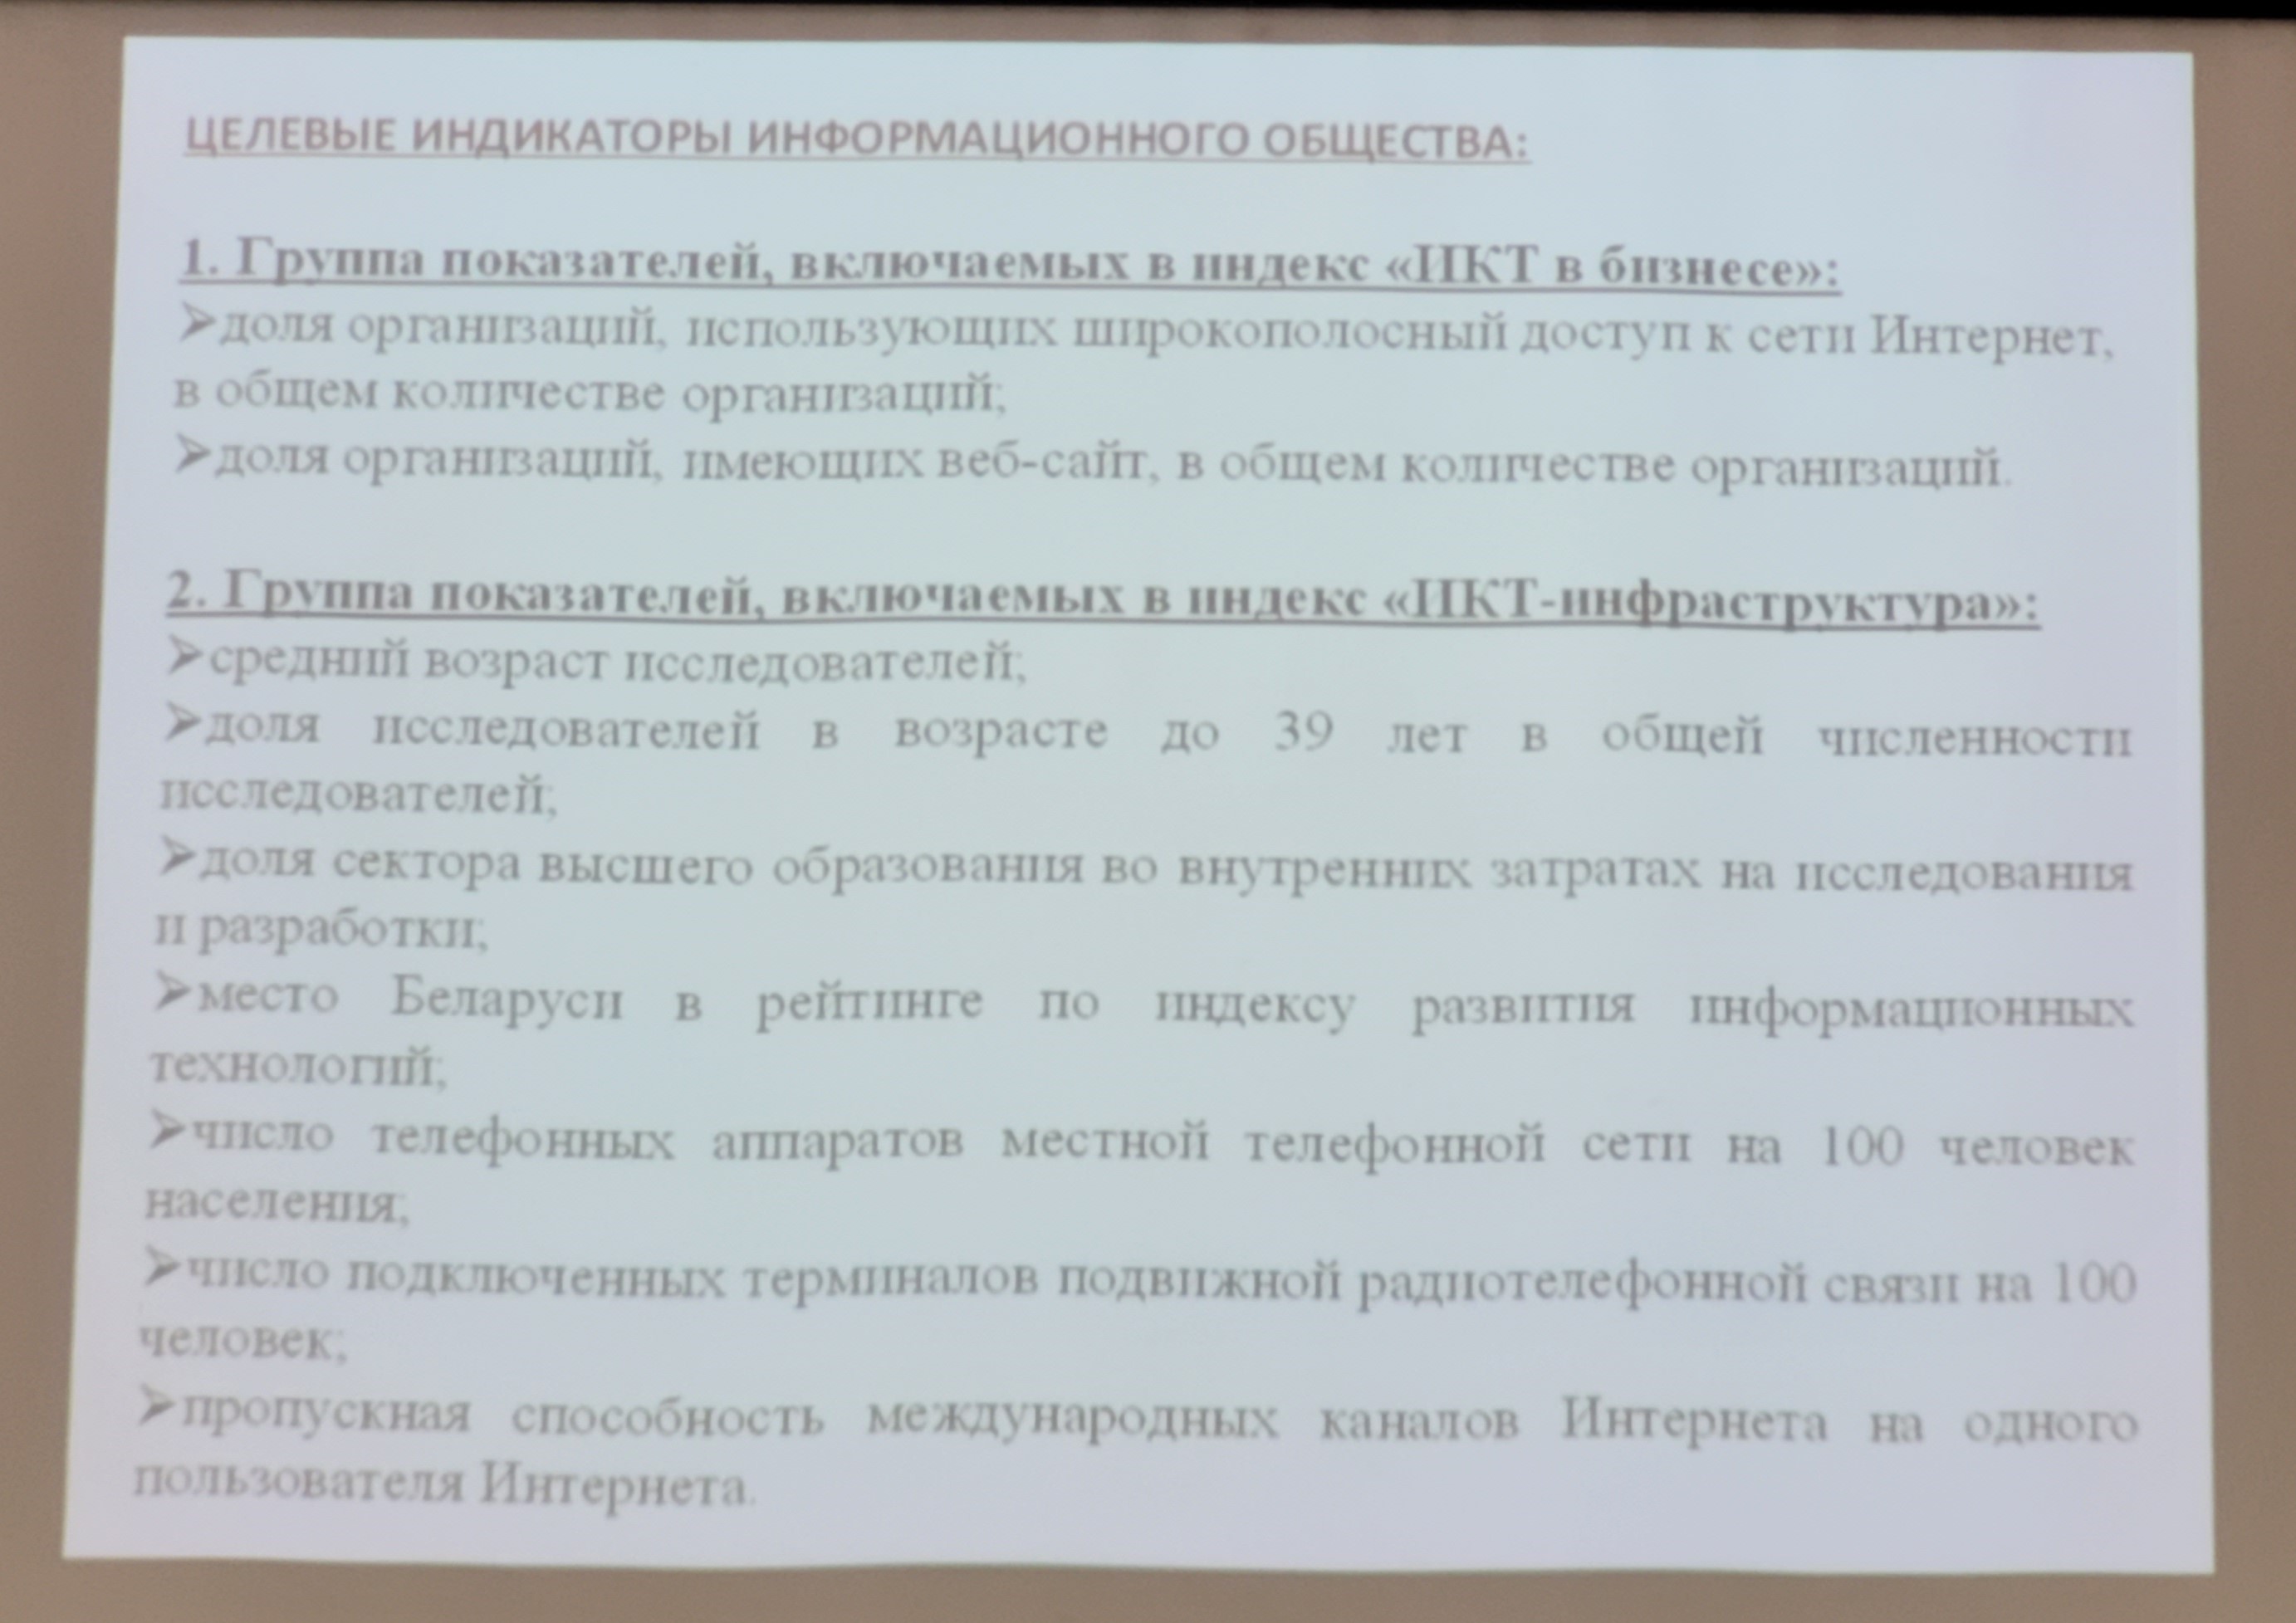 ЦЕЛЕВЫЕ ИНДИКАТОРЫ ИНФОРМАЦИОННОГО ОБЩЕСТВА:
1. Группа показателей, включаемых в индекс «ИКТ в бизнесе»:
➢доля организаций, использующих широкополосный доступ к сети Интернет,
в общем количестве организаций;
➢доля организаций, имеющих веб-сайт, в общем количестве организаций.
2. Группа показателей, включаемых в индекс «ИКТ-инфраструктура»:
➢средний возраст исследователей;
➢доля исследователей в возрасте до 39 лет в общей численности
исследователей;
➢доля сектора высшего образования во внутренних затратах на исследования
и разработки;
➢место Беларуси в рейтинге по индексу развития информационных
технологий;
➢число телефонных аппаратов местной телефонной сети на 100 человек
населения;
➢число подключенных терминалов подвижной радиотелефонной связи на 100
человек;
➢пропускная способность международных каналов Интернета на одного
пользователя Интернета.